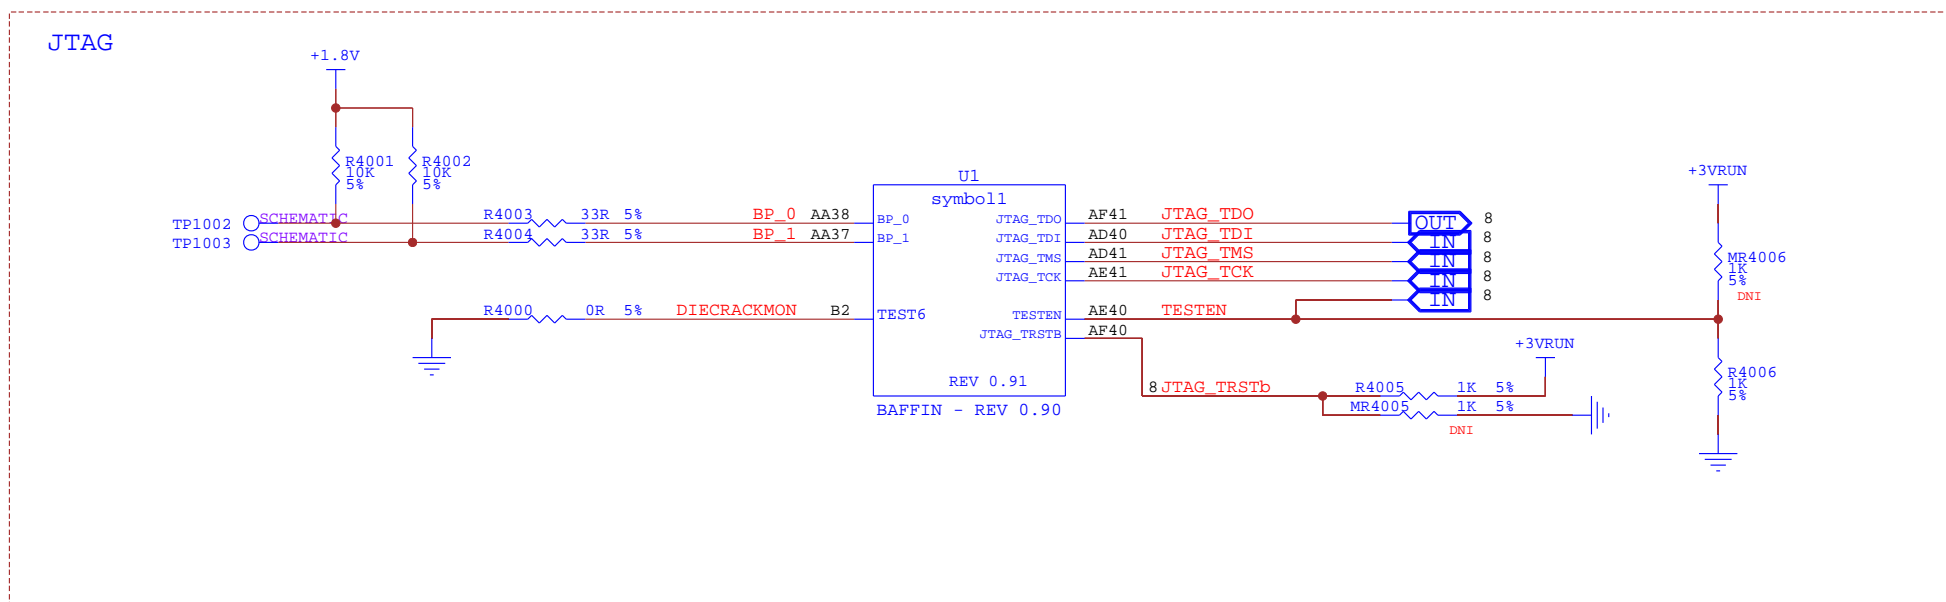 JTAG
+1.8V
R4001
10K
5%
R4002
10K
5%
TP1002 SCHEMATIC
TP1003 SCHEMATIC
R4003 33R 5% BP_0 AA38
R4004 33R 5% BP_1 AA37
R4000 0R 5% DIECRACKMON B2
U1
symbol1
BP_0
BP_1
TEST6
JTAG_TDO
JTAG_TDI
JTAG_TMS
JTAG_TCK
TESTEN
JTAG_TRSTB
REV 0.91
BAFFIN - REV 0.90
AF41 JTAG_TDO OUT 8
AD40 JTAG_TDI IN 8
AD41 JTAG_TMS IN 8
AE41 JTAG_TCK IN 8
IN 8
AE40 TESTEN
AF40
8 JTAG_TRSTb
+3VRUN
R4005 1K 5%
MR4005 1K 5%
DNI
+3VRUN
MR4006
1K
5%
DNI
R4006
1K
5%